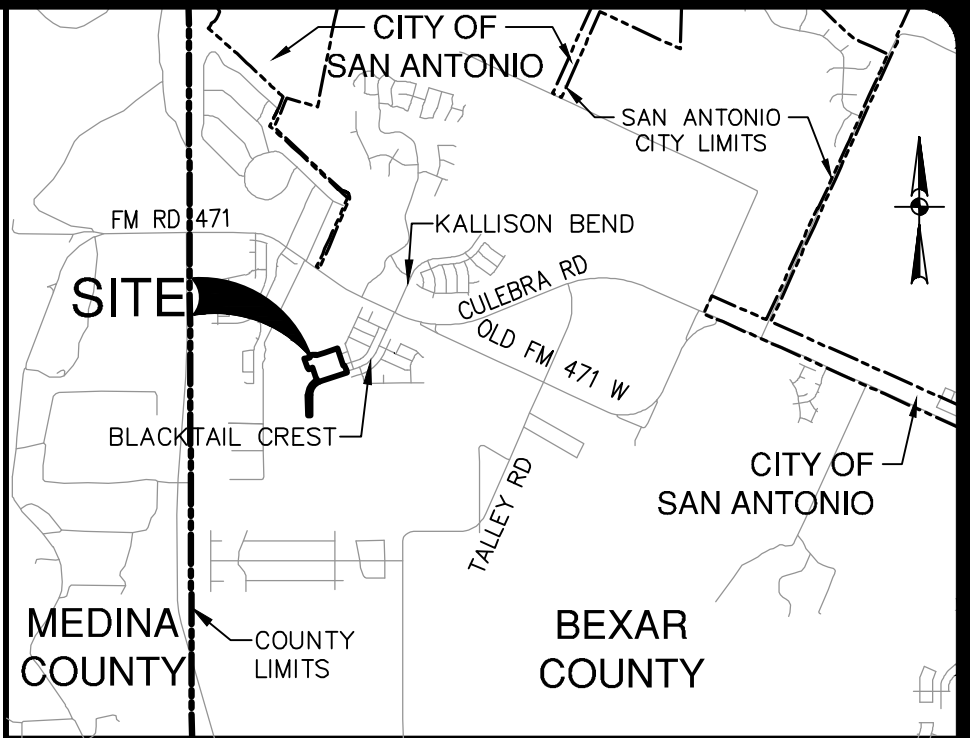 CITY OF
SAN ANTONIO
SAN ANTONIO
CITY LIMITS
FM RD 471
KALLISON BEND
SITE
CULEBRA RD
OLD FM 471 W
BLACKTAIL CREST
CITY OF
SAN ANTONIO
TALLEY RD
MEDINA
COUNTY
COUNTY
LIMITS
BEXAR
COUNTY